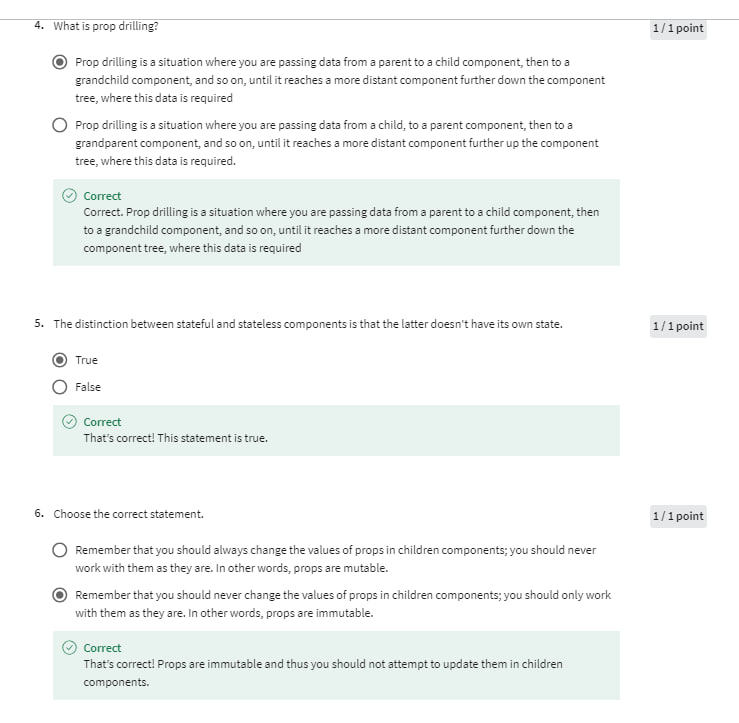 4. What is prop drilling?
1 / 1 point
Prop drilling is a situation where you are passing data from a parent to a child component, then to a
grandchild component, and so on, until it reaches a more distant component further down the component
tree, where this data is required
Prop drilling is a situation where you are passing data from a child, to a parent component, then to a
grandparent component, and so on, until it reaches a more distant component further up the component
tree, where this data is required.
Correct
Correct. Prop drilling is a situation where you are passing data from a parent to a child component, then
to a grandchild component, and so on, until it reaches a more distant component further down the
component tree, where this data is required
5. The distinction between stateful and stateless components is that the latter doesn't have its own state.
1 / 1 point
True
False
Correct
That's correct! This statement is true.
6. Choose the correct statement.
1 / 1 point
Remember that you should always change the values of props in children components; you should never
work with them as they are. In other words, props are mutable.
Remember that you should never change the values of props in children components; you should only work
with them as they are. In other words, props are immutable.
Correct
That's correct! Props are immutable and thus you should not attempt to update them in children
components.